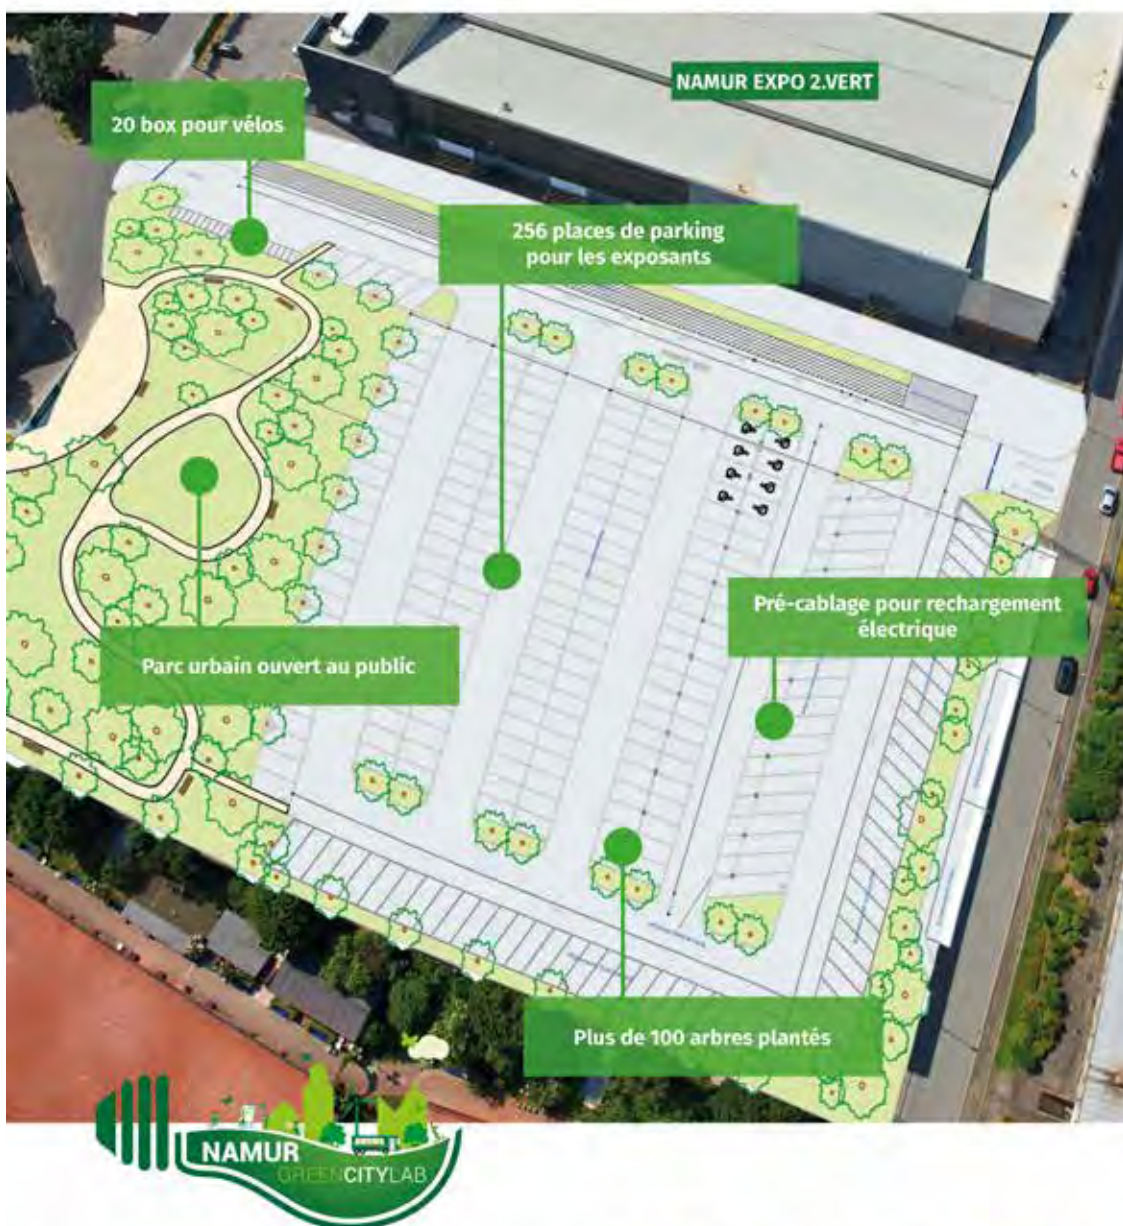 NAMUR EXPO 2.VERT
20 box pour vélos
256 places de parking
pour les exposants
Pré-cablage pour rechargement
électrique
Parc urbain ouvert au public
Plus de 100 arbres plantés
NAMUR
GREENCITYLAB